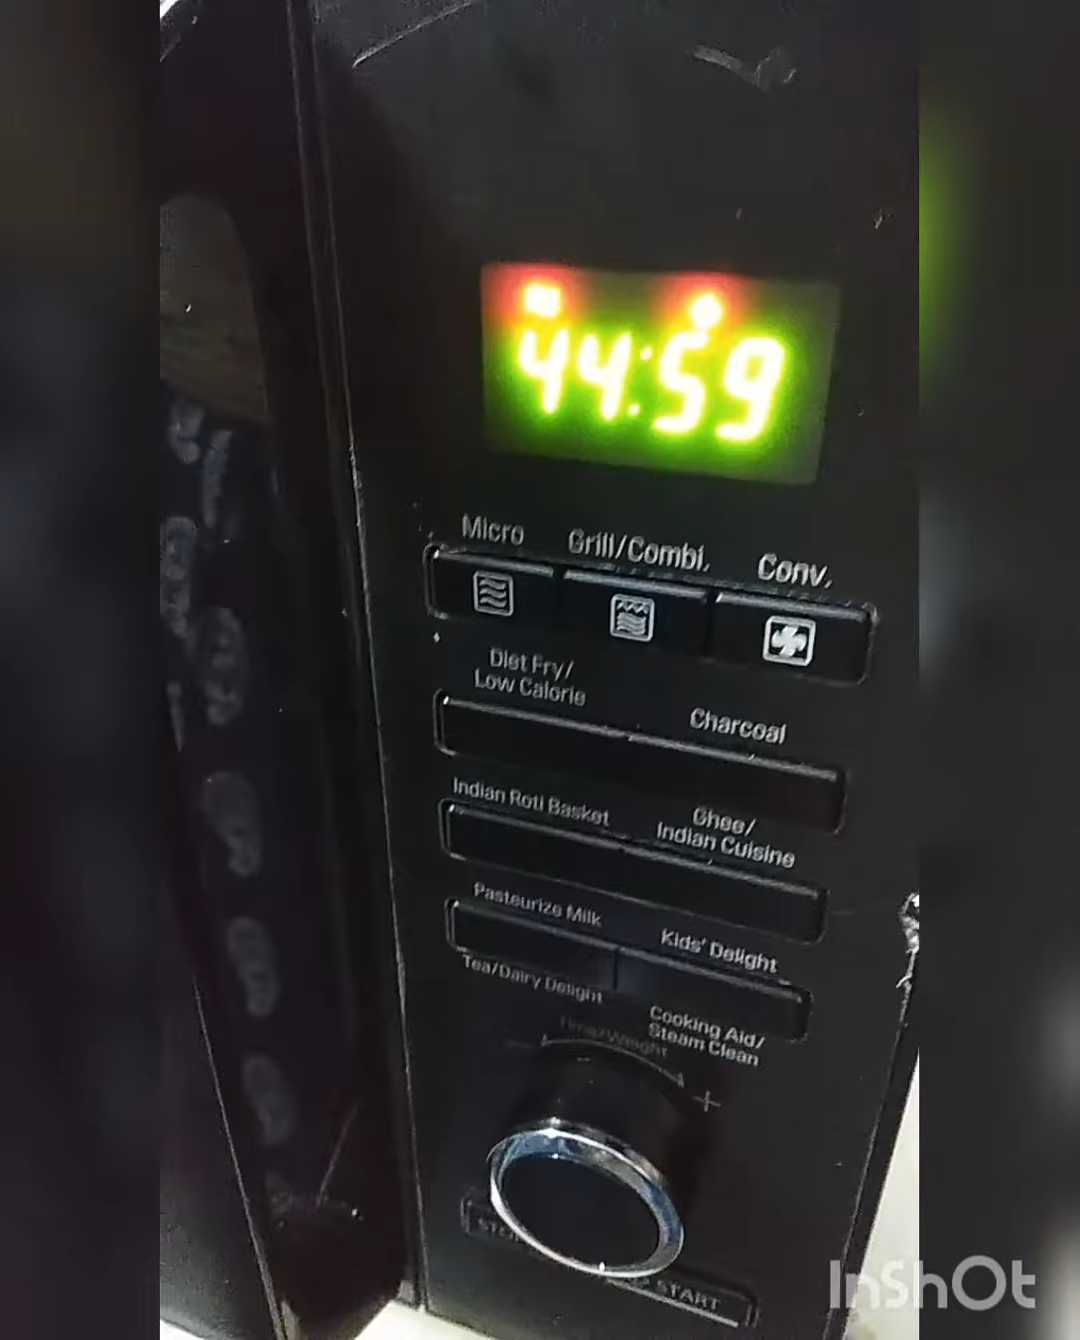 44:59
Micro
Grill/Combi.
Conv.
Diet Fry/
Low Calorie
Charcoal
Indian Roti Basket
Ghee/
Indian Cuisine
Pasteurize Milk
Kids' Delight
Tea/Dairy Delight
Cooking Aid/
Steam Clean
Time/Weight
+
START
InShOt